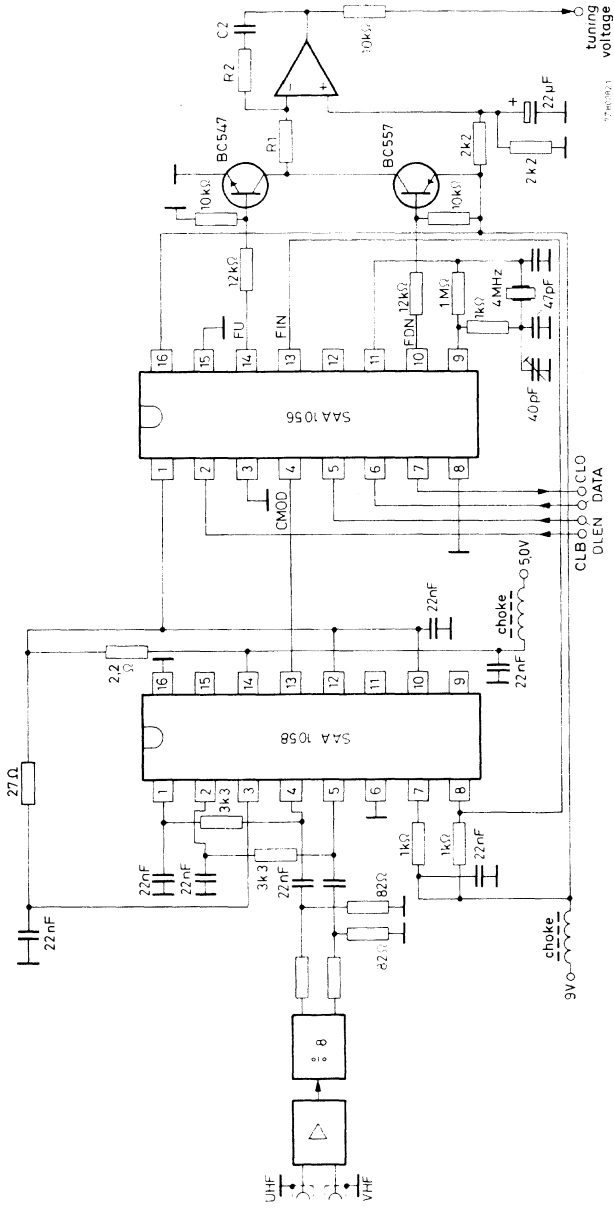 C2
R2
10kΩ
tuning
voltage
R1
BC547
BC557
10kΩ
12kΩ
2k2
2k2
+
22µF
10kΩ
12kΩ
1MΩ
1kΩ
4MHz
47pF
40pF
FU
FIN
FDN
16
15
14
13
12
11
10
9
SAA 1056
1
2
3
4
5
6
7
8
CMOD
CLB
DLEN
DATA
CLO
27Ω
2,2
Ω
22nF
22nF
choke
5,0V
16
15
14
13
12
11
10
9
SAA 1058
1
2
3
4
5
6
7
8
22nF
22nF
22nF
22nF
3k3
3k3
82Ω
82Ω
1kΩ
1kΩ
22nF
choke
9V
÷8
UHF
VHF